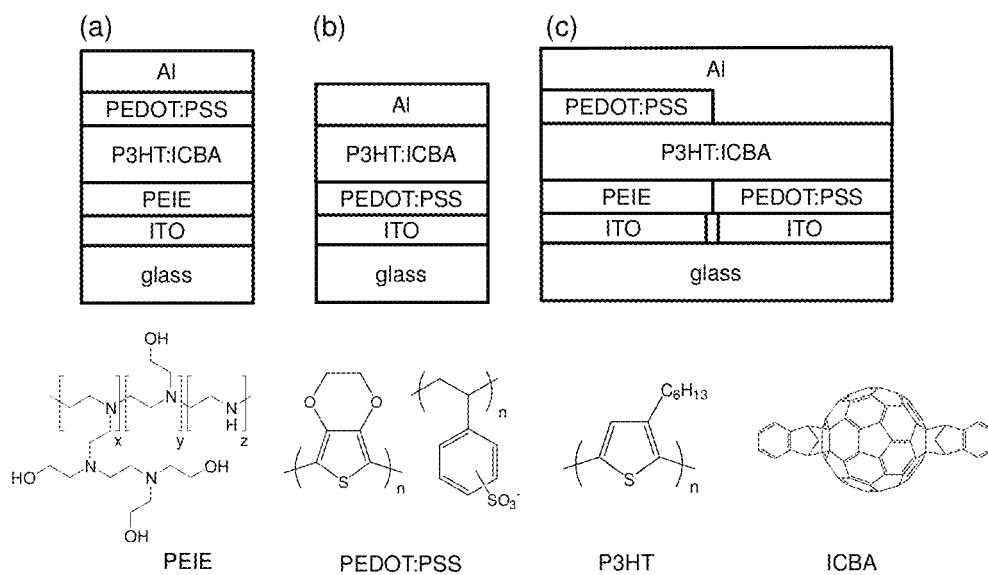 (a)
Al
PEDOT:PSS
P3HT:ICBA
PEIE
ITO
glass
(b)
Al
P3HT:ICBA
PEDOT:PSS
ITO
glass
(c)
Al
PEDOT:PSS
P3HT:ICBA
PEIE PEDOT:PSS
ITO ITO
glass
OH
N N N
H
x y z
HO N N OH
OH
PEIE
O O
S
n
n
SO3-
PEDOT:PSS
C6H13
S
n
P3HT
ICBA